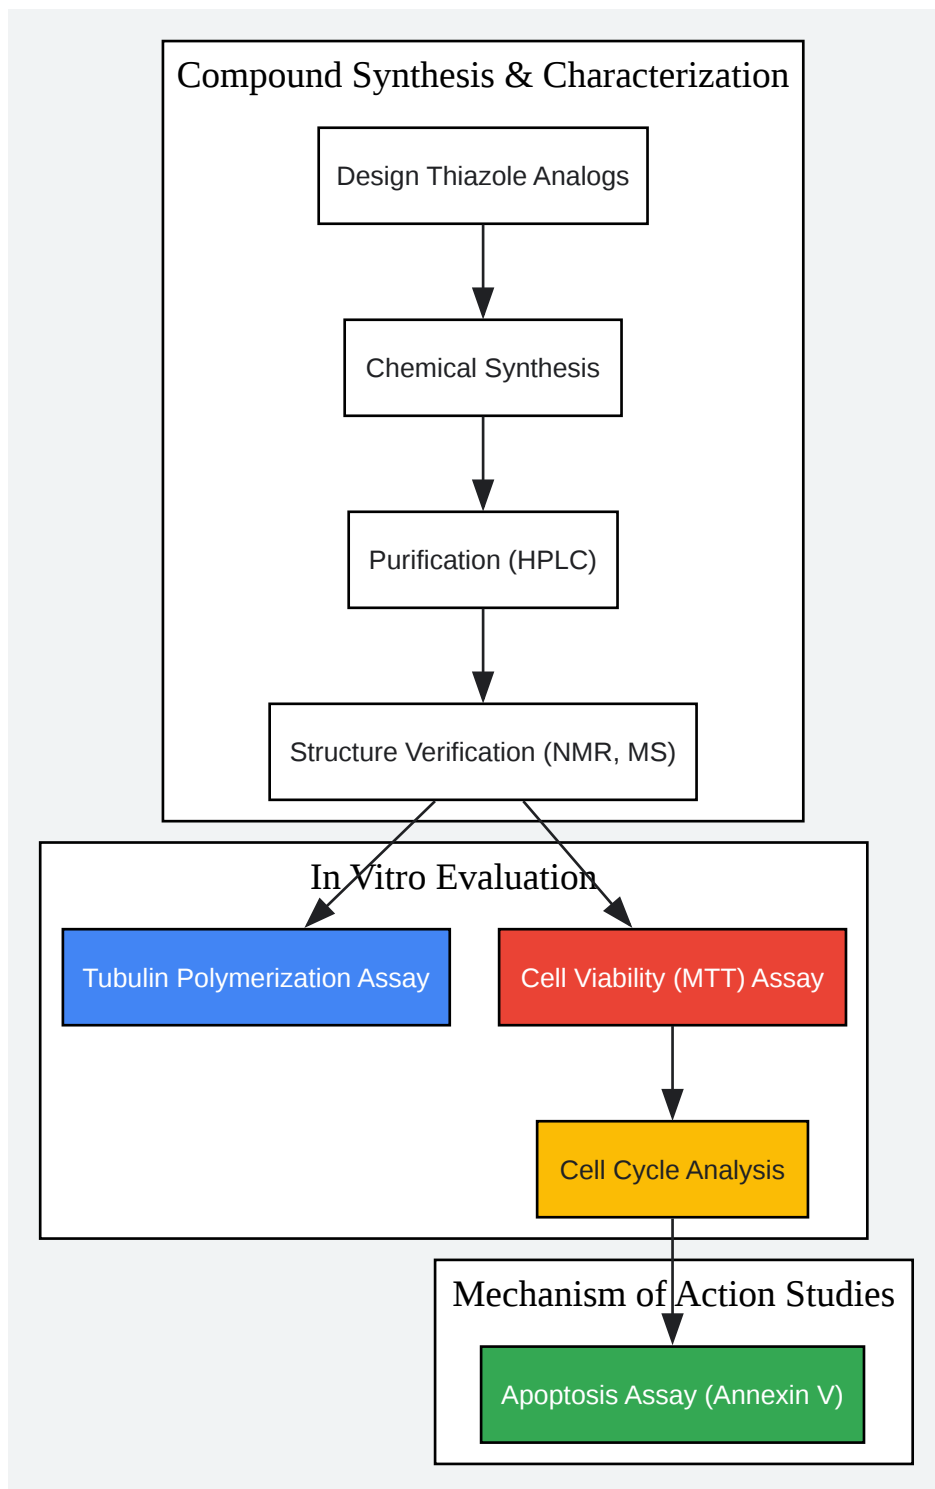 Compound Synthesis & Characterization
Design Thiazole Analogs
Chemical Synthesis
Purification (HPLC)
Structure Verification (NMR, MS)
In Vitro Evaluation
Tubulin Polymerization Assay
Cell Viability (MTT) Assay
Cell Cycle Analysis
Mechanism of Action Studies
Apoptosis Assay (Annexin V)